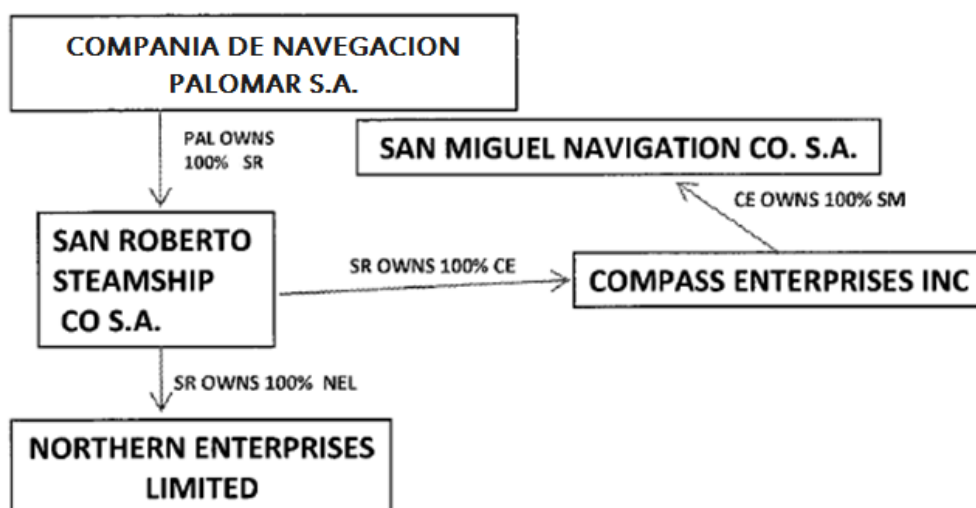 COMPANIA DE NAVEGACION
PALOMAR S.A.
PAL OWNS
100% SR
SAN MIGUEL NAVIGATION CO. S.A.
CE OWNS 100% SM
SAN ROBERTO
STEAMSHIP
CO S.A.
SR OWNS 100% CE
COMPASS ENTERPRISES INC
SR OWNS 100% NEL
NORTHERN ENTERPRISES
LIMITED